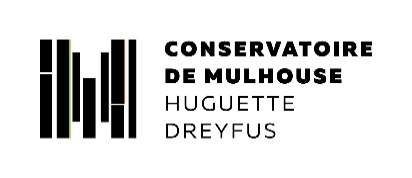 CONSERVATOIRE
DE MULHOUSE
HUGUETTE
DREYFUS